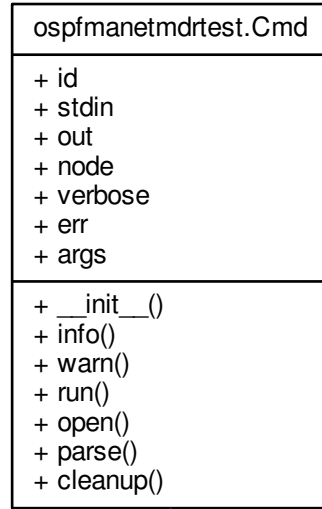 ospfmanetmdrtest.Cmd
+ id
+ stdin
+ out
+ node
+ verbose
+ err
+ args
+ __init__()
+ info()
+ warn()
+ run()
+ open()
+ parse()
+ cleanup()